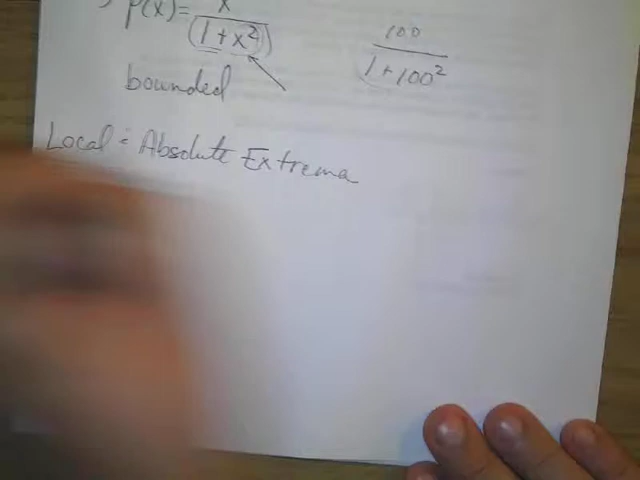 p(x) = x / (1 + x²)
100 / 1 + 100²
bounded
Local : Absolute Extrema